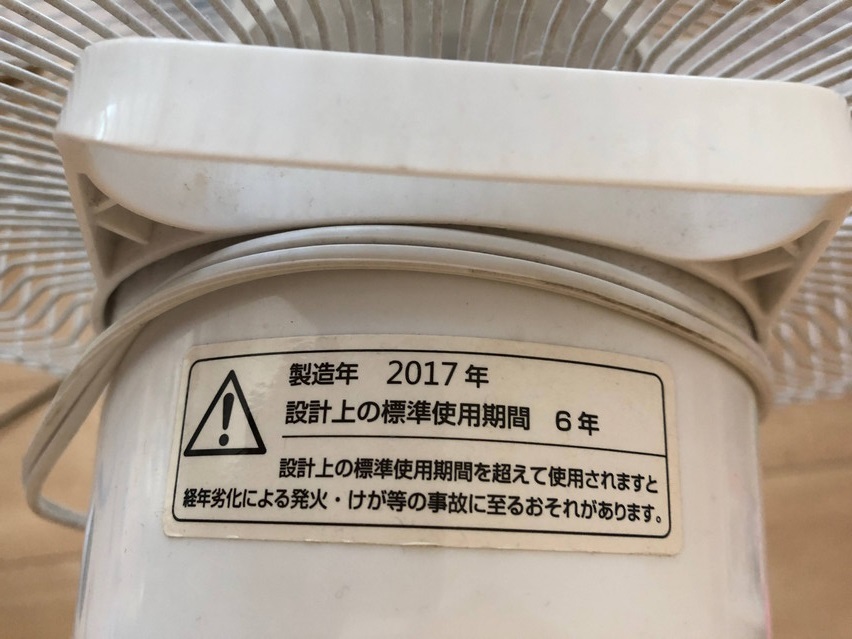 製造年 2017年
設計上の標準使用期間 6年
設計上の標準使用期間を超えて使用されますと
経年劣化による発火・けが等の事故に至るおそれがあります。